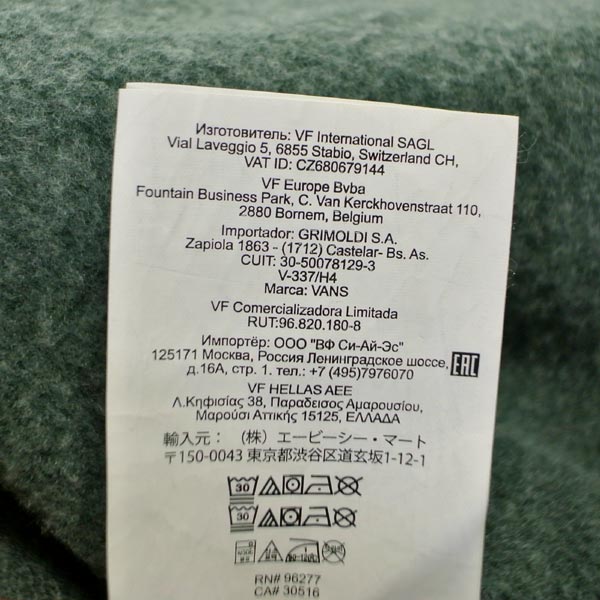 Изготовитель: VF International SAGL
Vial Laveggio 5, 6855 Stabio, Switzerland CH,
VAT ID: CZ680679144
VF Europe Bvba
Fountain Business Park, C. Van Kerckhovenstraat 110,
2880 Bornem, Belgium
Importador: GRIMOLDI S.A.
Zapiola 1863 - (1712) Castelar- Bs. As.
CUIT: 30-50078129-3
V-337/H4
Marca: VANS
VF Comercializadora Limitada
RUT:96.820.180-8
Импортёр: ООО "ВФ Си-Ай-Эс"
125171 Москва, Россия Ленинградское шоссе,
д.16А, стр. 1. тел.: +7 (495)7976070
EAC
VF HELLAS AEE
Λ.Κηφισίας 38, Παραδεισος Αμαρουσίου,
Μαρούσι Αττικής 15125, ΕΛΛΑΔΑ
輸入元：（株）エービーシー・マート
〒150-0043 東京都渋谷区道玄坂1-12-1
30
30
RN# 96277
CA# 30516